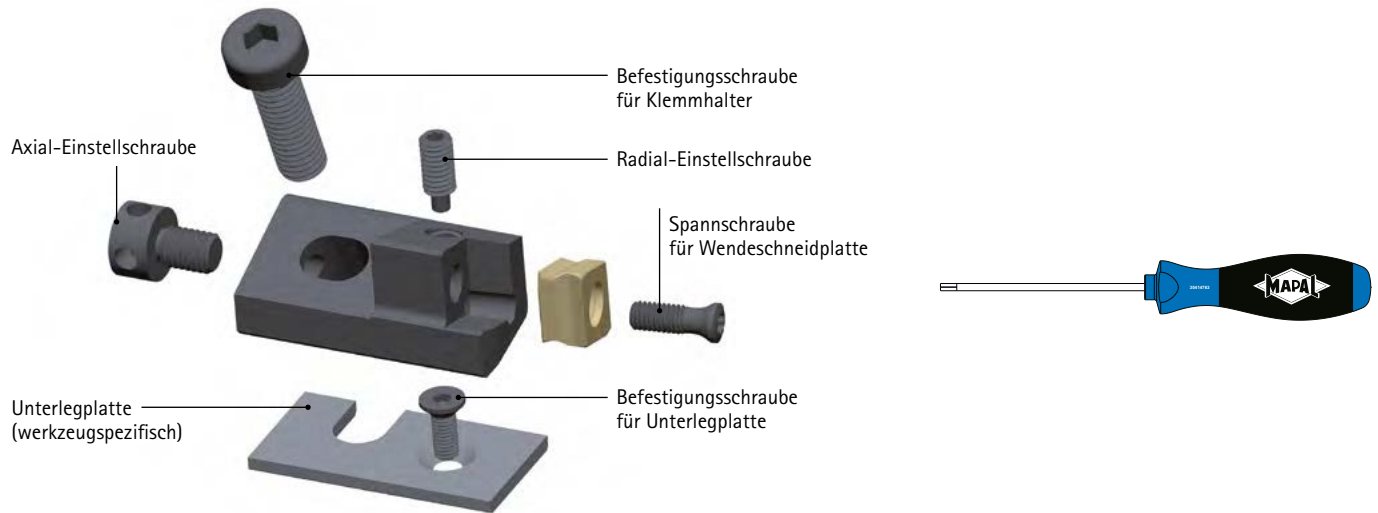 Befestigungsschraube
für Klemmhalter
Axial-Einstellschraube
Radial-Einstellschraube
Spannschraube
für Wendeschneidplatte
MAPAL
Unterlegplatte
(werkzeugspezifisch)
Befestigungsschraube
für Unterlegplatte